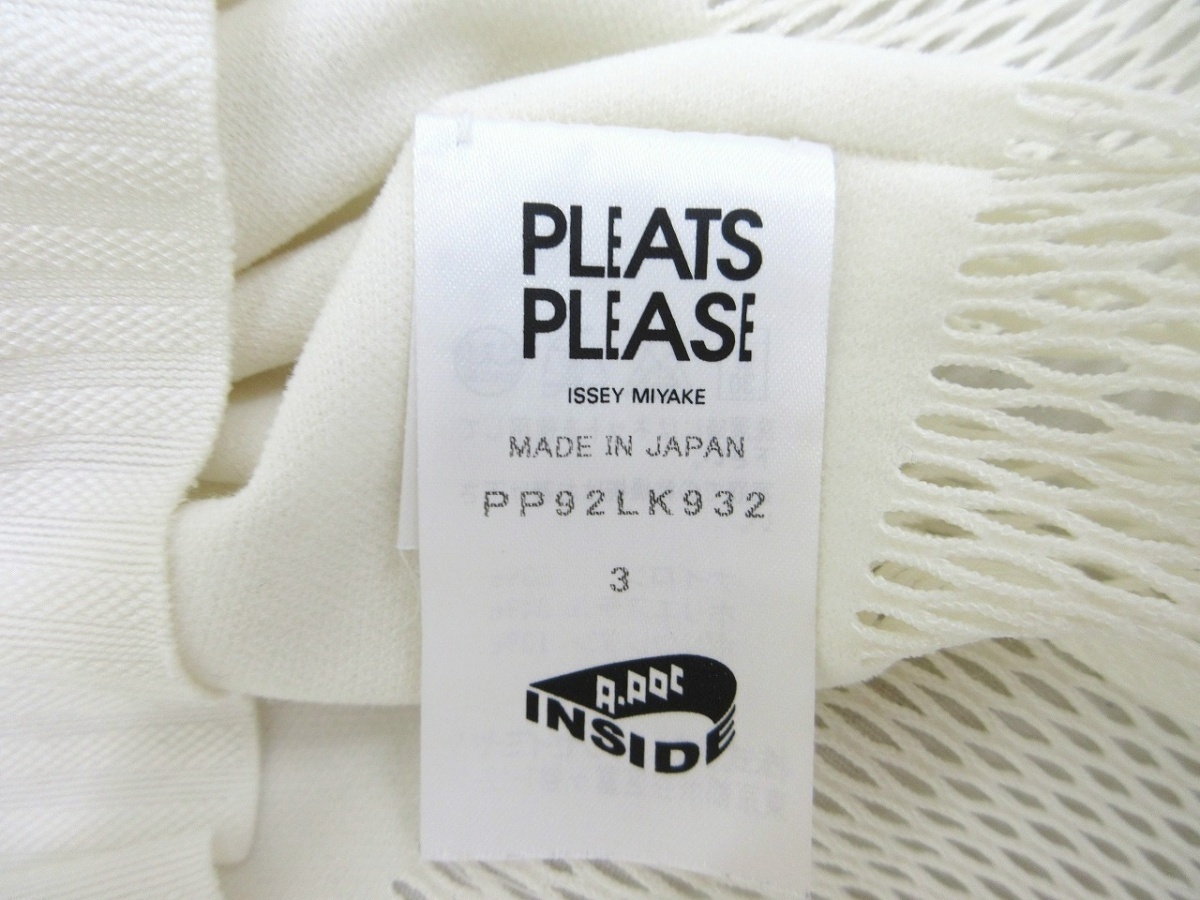 PLEATS
PLEASE
ISSEY MIYAKE
MADE IN JAPAN
PP92LK932
3
A.POC
INSIDE